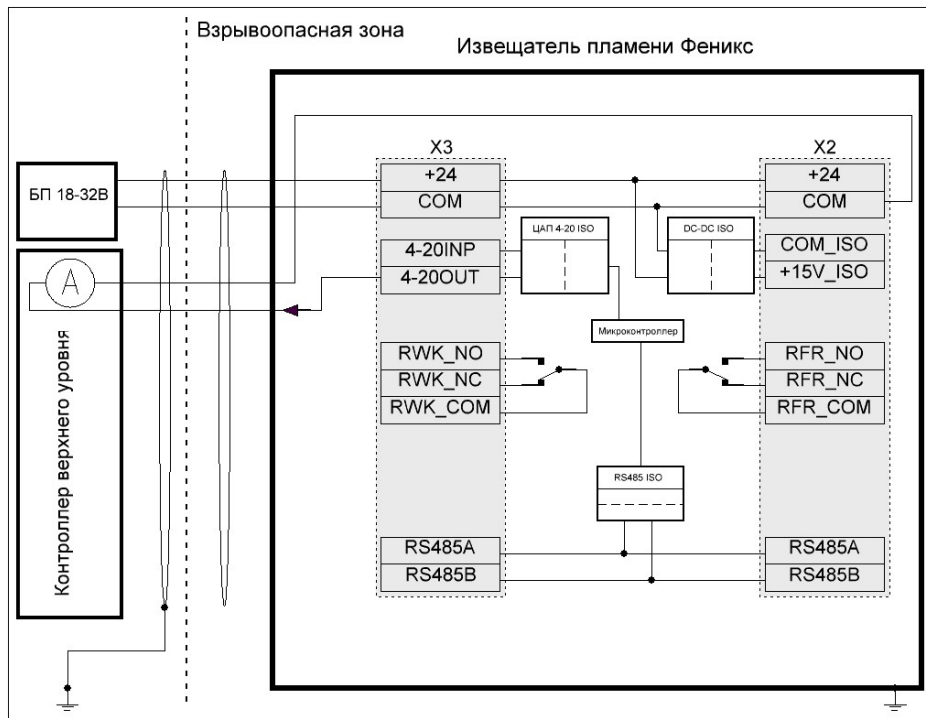 Взрывоопасная зона
Извещатель пламени Феникс
БП 18-32В
А
Контроллер верхнего уровня
X3
+24
COM
4-20INP
4-20OUT
RWK_NO
RWK_NC
RWK_COM
RS485A
RS485B
ЦАП 4-20 ISO
DC-DC ISO
Микроконтроллер
RS485 ISO
X2
+24
COM
COM_ISO
+15V_ISO
RFR_NO
RFR_NC
RFR_COM
RS485A
RS485B